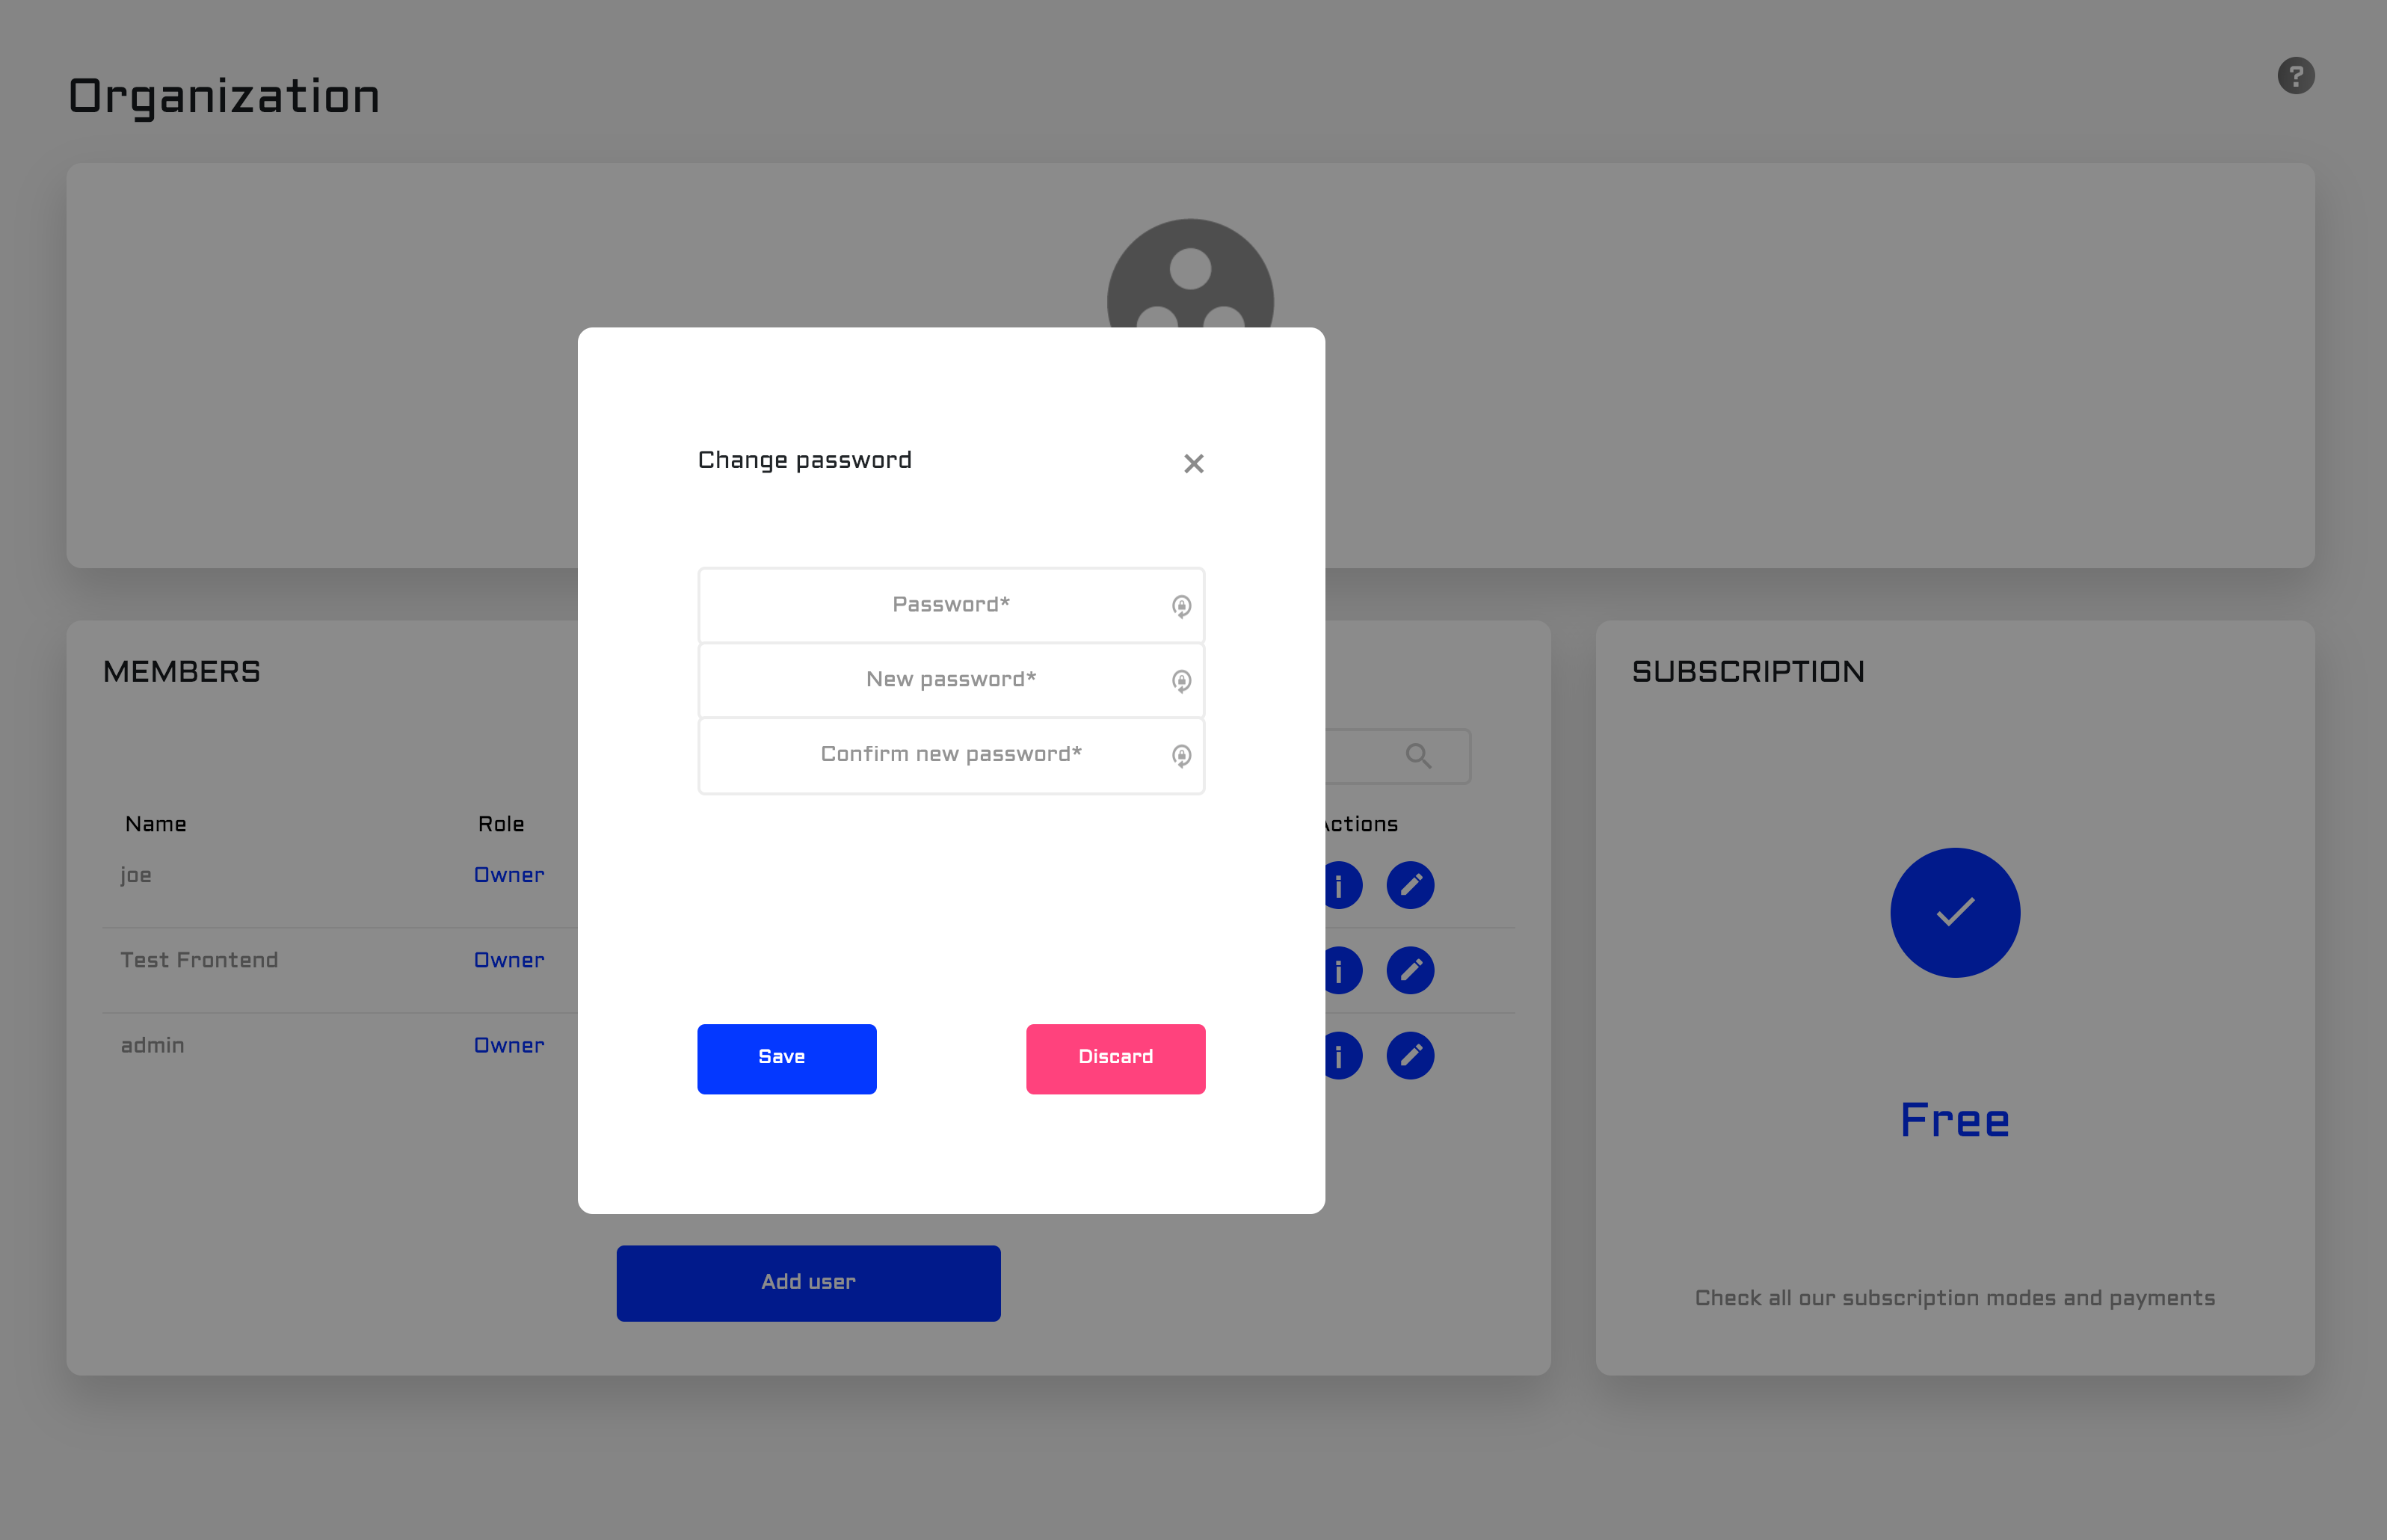 Organization
?
Change password
Password*
New password*
Confirm new password*
Save
Discard
MEMBERS
Name Role Actions
joe Owner
Test Frontend Owner
admin Owner
Add user
SUBSCRIPTION
Free
Check all our subscription modes and payments